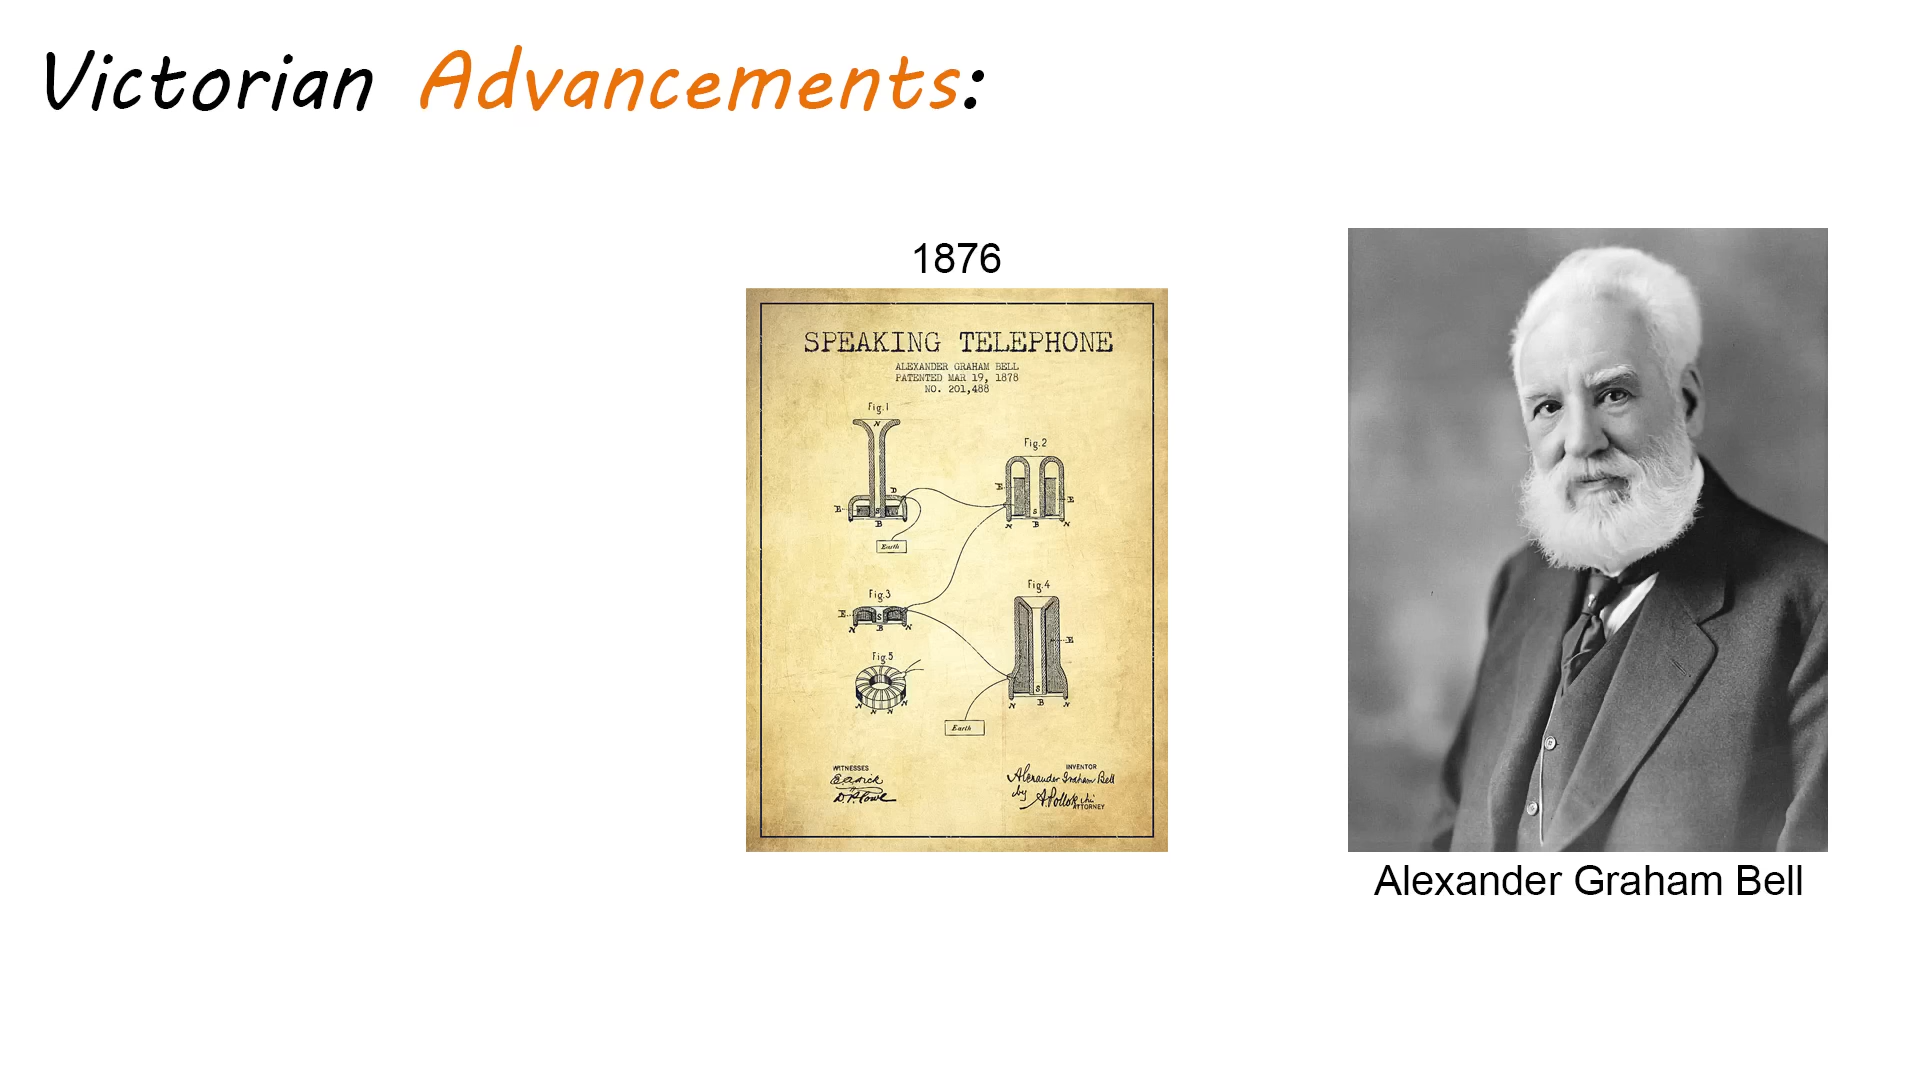 Victorian Advancements:
1876
SPEAKING TELEPHONE
ALEXANDER GRAHAM BELL
PATENTED MAR 19, 1878
NO. 201,488
Fig.1
N
Fig.2
D
E
E
E
S
B
S
N
B
N
Earth
Fig.3
Fig.4
E
S
N
B
N
E
Fig.5
S
N
B
N
N
N
N
N
Earth
WITNESSES
INVENTOR
Alexander Graham Bell
by
ATTORNEY
Alexander Graham Bell